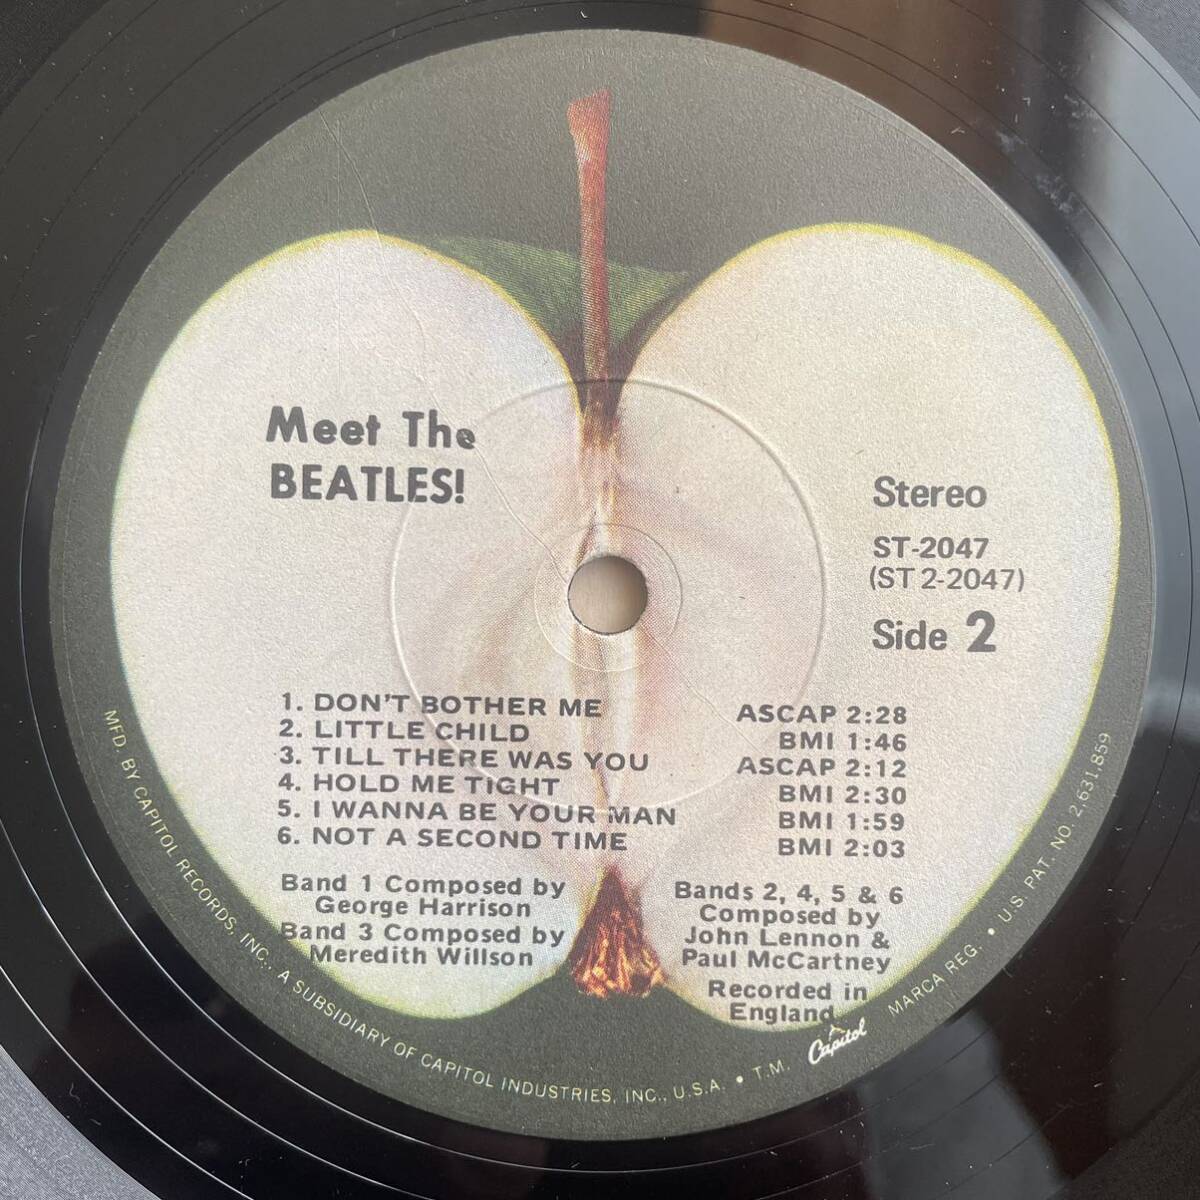 Meet The
BEATLES!
Stereo
ST-2047
(ST 2-2047)
Side 2
1. DON'T BOTHER ME ASCAP 2:28
2. LITTLE CHILD BMI 1:46
3. TILL THERE WAS YOU ASCAP 2:12
4. HOLD ME TIGHT BMI 2:30
5. I WANNA BE YOUR MAN BMI 1:59
6. NOT A SECOND TIME BMI 2:03
Band 1 Composed by
George Harrison
Band 3 Composed by
Meredith Willson
Bands 2, 4, 5 & 6
Composed by
John Lennon &
Paul McCartney
Recorded in
England
MFD. BY CAPITOL RECORDS, INC., A SUBSIDIARY OF CAPITOL INDUSTRIES, INC., U.S.A. • T.M. Capitol MARCA REG. • U.S. PAT. NO. 2,631,859